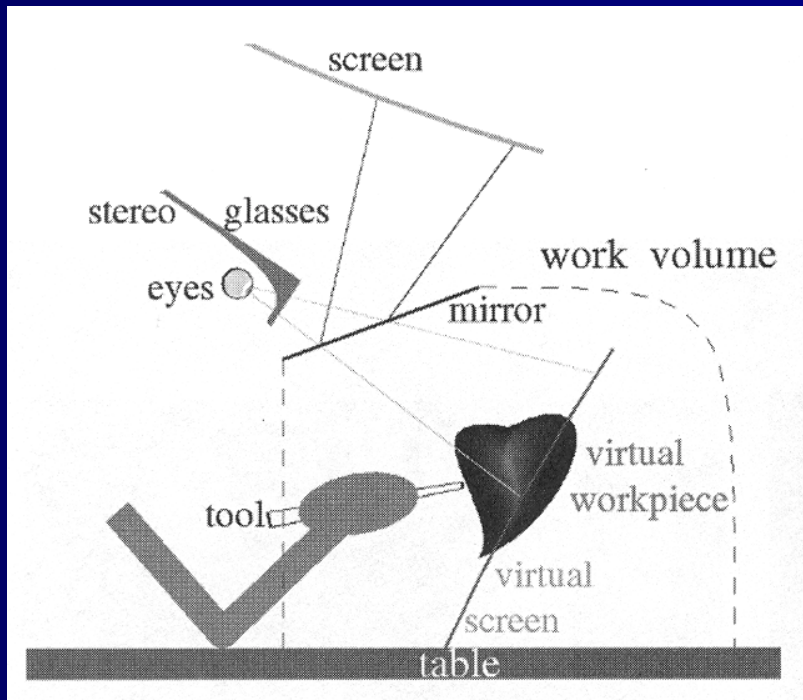 screen
stereo glasses
eyes
work volume
mirror
virtual
workpiece
tool
virtual
screen
table